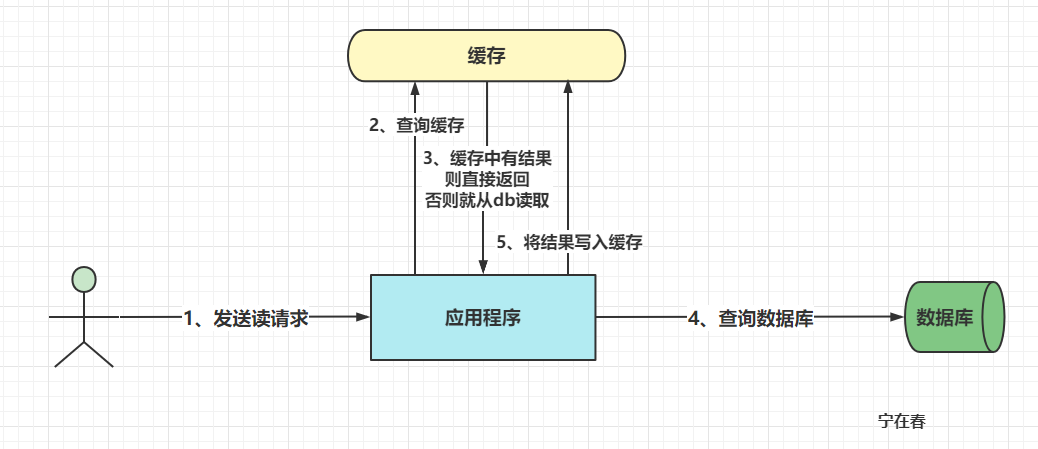 缓存
2、查询缓存
3、缓存中有结果
则直接返回
否则就从db读取
5、将结果写入缓存
1、发送读请求
应用程序
4、查询数据库
数据库
宁在春